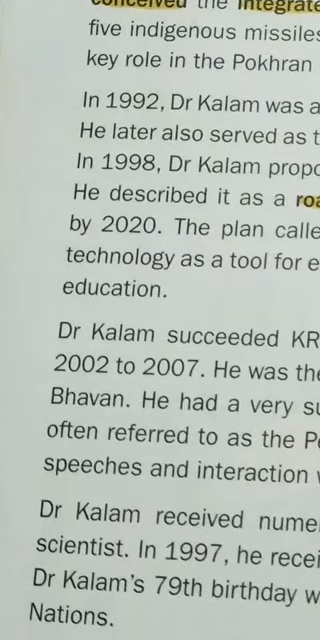 conceived the
five indigenous missiles
key role in the Pokhran
In 1992, Dr Kalam was a
He later also served as t
In 1998, Dr Kalam propo
He described it as a roa
by 2020. The plan calle
technology as a tool for e
education.
Dr Kalam succeeded KR
2002 to 2007. He was the
Bhavan. He had a very su
often referred to as the Pe
speeches and interaction
Dr Kalam received nume
scientist. In 1997, he recei
Dr Kalam's 79th birthday w
Nations.